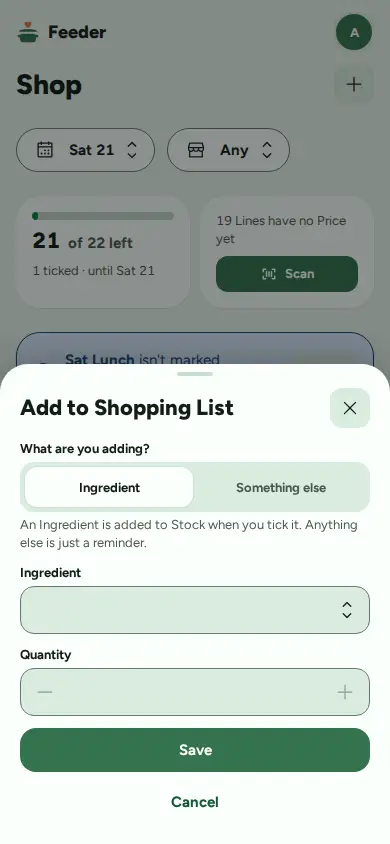 Feeder
A
Shop
Sat 21
Any
21 of 22 left
1 ticked · until Sat 21
19 Lines have no Price
yet
Scan
Sat Lunch isn't marked
Add to Shopping List
What are you adding?
Ingredient
Something else
An Ingredient is added to Stock when you tick it. Anything
else is just a reminder.
Ingredient
Quantity
Save
Cancel